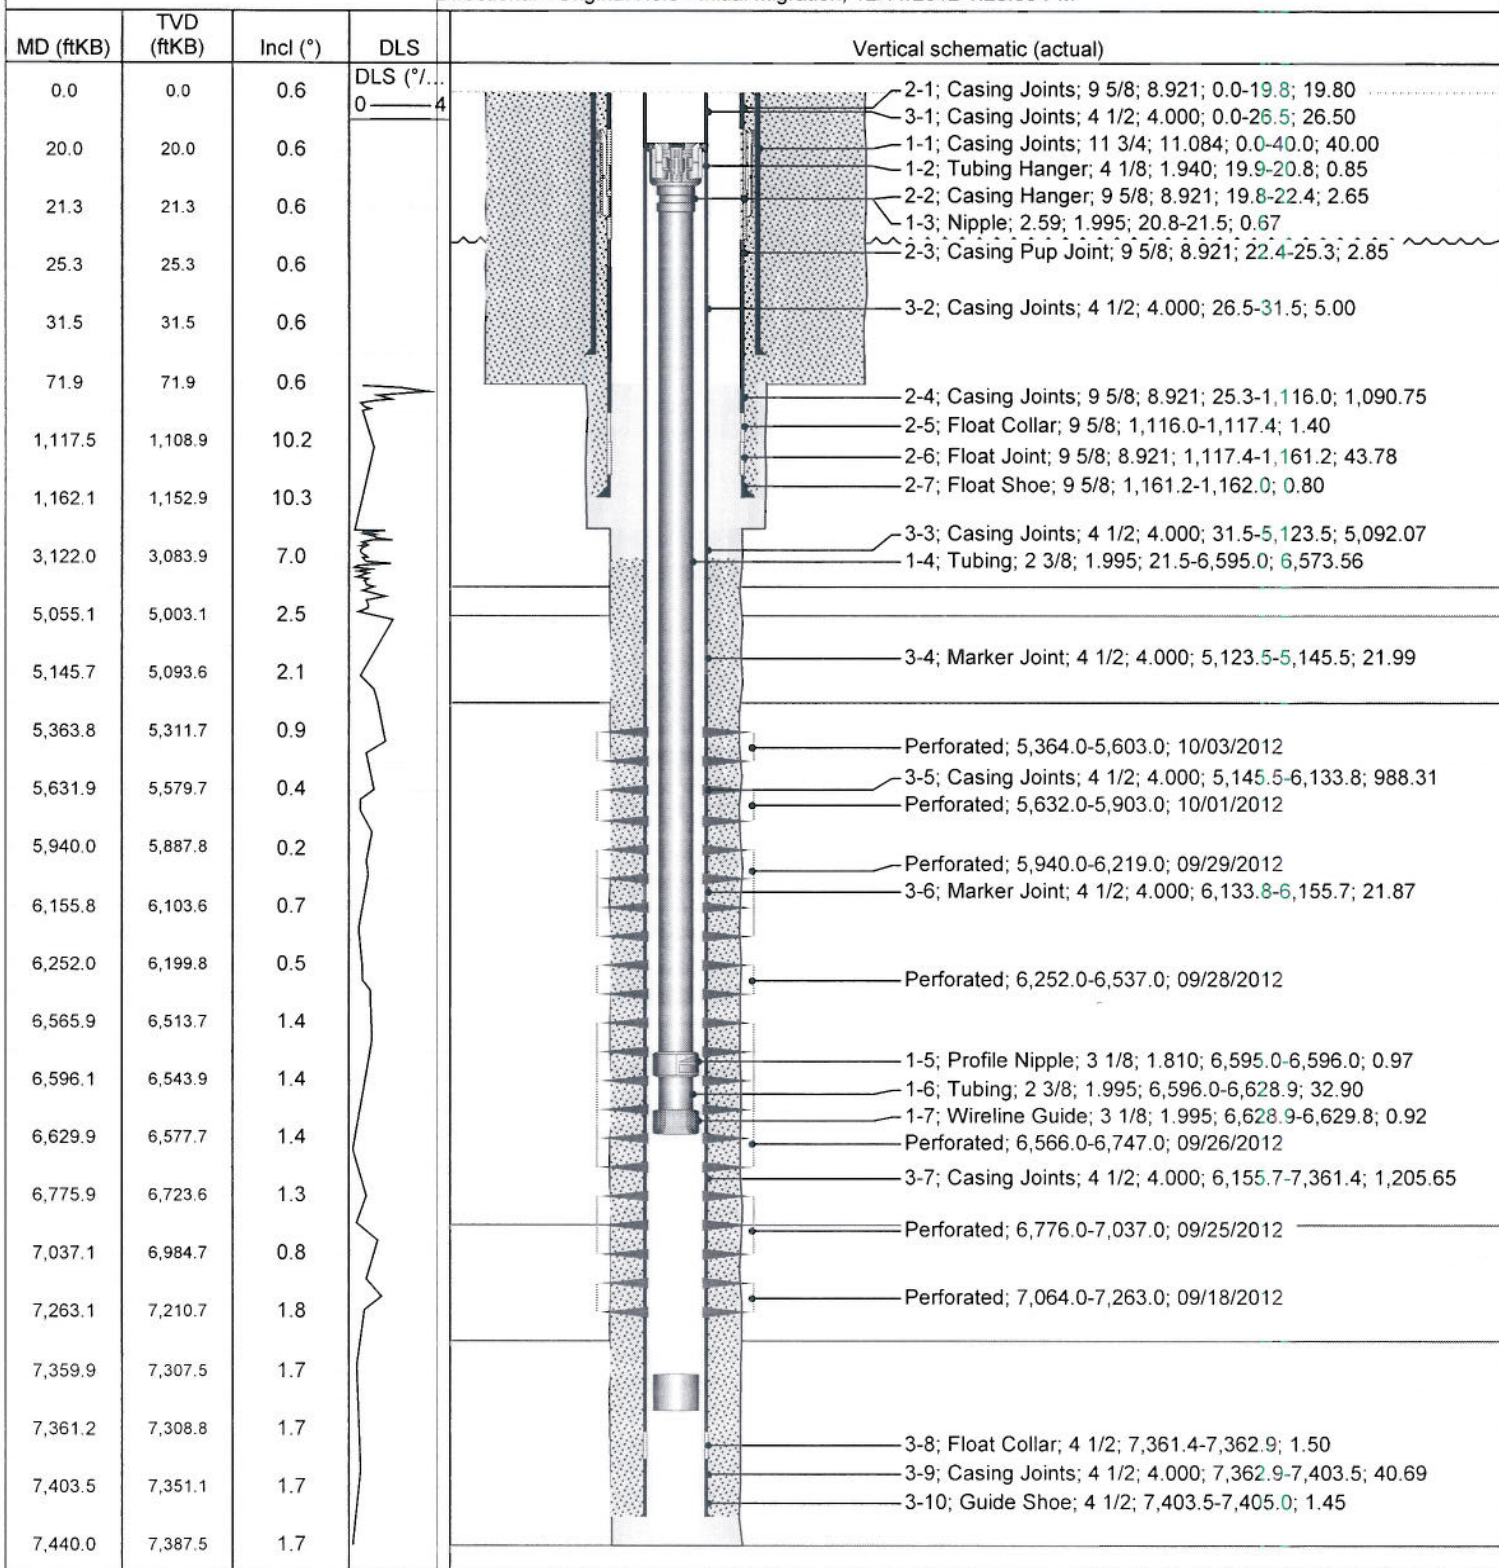 MD (ftKB) TVD (ftKB) Incl (°) DLS Vertical schematic (actual)
DLS (°/...
0 4
0.0 0.0 0.6
20.0 20.0 0.6
21.3 21.3 0.6
25.3 25.3 0.6
31.5 31.5 0.6
71.9 71.9 0.6
1,117.5 1,108.9 10.2
1,162.1 1,152.9 10.3
3,122.0 3,083.9 7.0
5,055.1 5,003.1 2.5
5,145.7 5,093.6 2.1
5,363.8 5,311.7 0.9
5,631.9 5,579.7 0.4
5,940.0 5,887.8 0.2
6,155.8 6,103.6 0.7
6,252.0 6,199.8 0.5
6,565.9 6,513.7 1.4
6,596.1 6,543.9 1.4
6,629.9 6,577.7 1.4
6,775.9 6,723.6 1.3
7,037.1 6,984.7 0.8
7,263.1 7,210.7 1.8
7,359.9 7,307.5 1.7
7,361.2 7,308.8 1.7
7,403.5 7,351.1 1.7
7,440.0 7,387.5 1.7
2-1; Casing Joints; 9 5/8; 8.921; 0.0-19.8; 19.80
3-1; Casing Joints; 4 1/2; 4.000; 0.0-26.5; 26.50
1-1; Casing Joints; 11 3/4; 11.084; 0.0-40.0; 40.00
1-2; Tubing Hanger; 4 1/8; 1.940; 19.9-20.8; 0.85
2-2; Casing Hanger; 9 5/8; 8.921; 19.8-22.4; 2.65
1-3; Nipple; 2.59; 1.995; 20.8-21.5; 0.67
2-3; Casing Pup Joint; 9 5/8; 8.921; 22.4-25.3; 2.85
3-2; Casing Joints; 4 1/2; 4.000; 26.5-31.5; 5.00
2-4; Casing Joints; 9 5/8; 8.921; 25.3-1,116.0; 1,090.75
2-5; Float Collar; 9 5/8; 1,116.0-1,117.4; 1.40
2-6; Float Joint; 9 5/8; 8.921; 1,117.4-1,161.2; 43.78
2-7; Float Shoe; 9 5/8; 1,161.2-1,162.0; 0.80
3-3; Casing Joints; 4 1/2; 4.000; 31.5-5,123.5; 5,092.07
1-4; Tubing; 2 3/8; 1.995; 21.5-6,595.0; 6,573.56
3-4; Marker Joint; 4 1/2; 4.000; 5,123.5-5,145.5; 21.99
Perforated; 5,364.0-5,603.0; 10/03/2012
3-5; Casing Joints; 4 1/2; 4.000; 5,145.5-6,133.8; 988.31
Perforated; 5,632.0-5,903.0; 10/01/2012
Perforated; 5,940.0-6,219.0; 09/29/2012
3-6; Marker Joint; 4 1/2; 4.000; 6,133.8-6,155.7; 21.87
Perforated; 6,252.0-6,537.0; 09/28/2012
1-5; Profile Nipple; 3 1/8; 1.810; 6,595.0-6,596.0; 0.97
1-6; Tubing; 2 3/8; 1.995; 6,596.0-6,628.9; 32.90
1-7; Wireline Guide; 3 1/8; 1.995; 6,628.9-6,629.8; 0.92
Perforated; 6,566.0-6,747.0; 09/26/2012
3-7; Casing Joints; 4 1/2; 4.000; 6,155.7-7,361.4; 1,205.65
Perforated; 6,776.0-7,037.0; 09/25/2012
Perforated; 7,064.0-7,263.0; 09/18/2012
3-8; Float Collar; 4 1/2; 7,361.4-7,362.9; 1.50
3-9; Casing Joints; 4 1/2; 4.000; 7,362.9-7,403.5; 40.69
3-10; Guide Shoe; 4 1/2; 7,403.5-7,405.0; 1.45